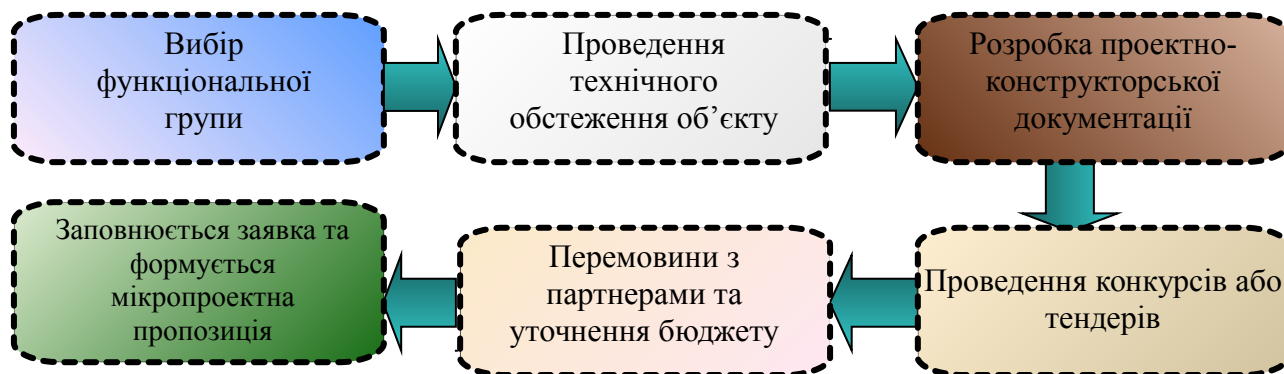 Вибір
функціональної
групи
Проведення
технічного
обстеження об’єкту
Розробка проектно-
конструкторської
документації
Проведення конкурсів або
тендерів
Перемовини з
партнерами та
уточнення бюджету
Заповнюється заявка та
формується
мікропроектна
пропозиція